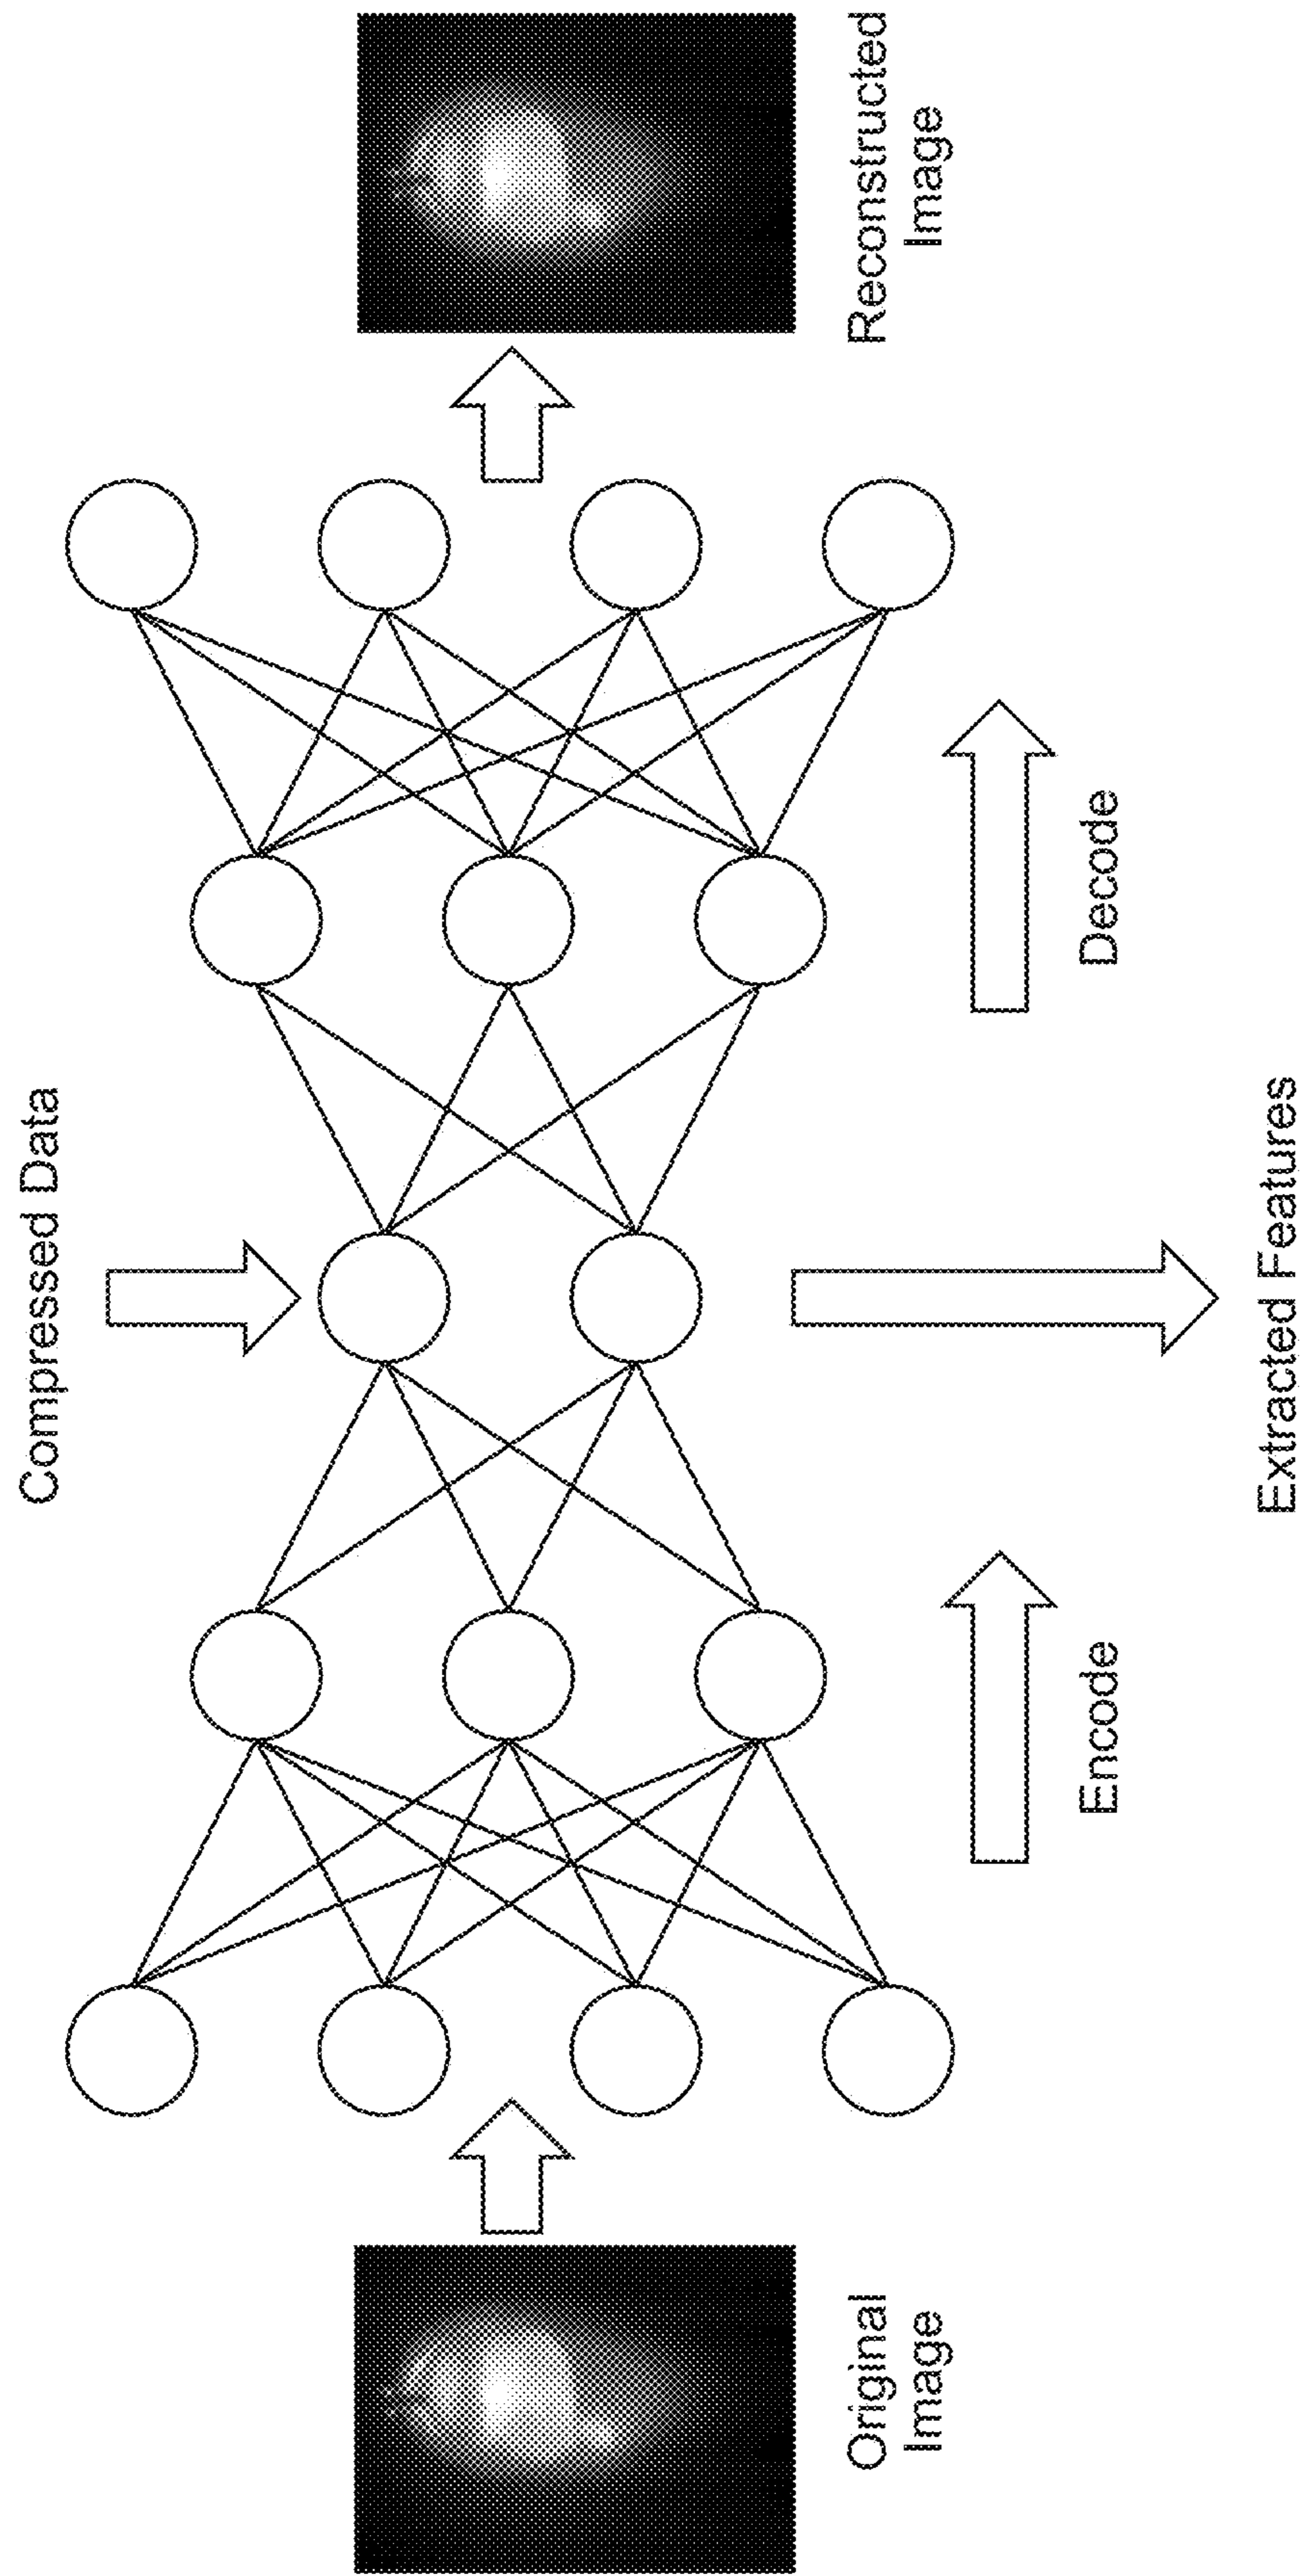 Compressed Data
Original
Image
Reconstructed
Image
Encode
Decode
Extracted Features